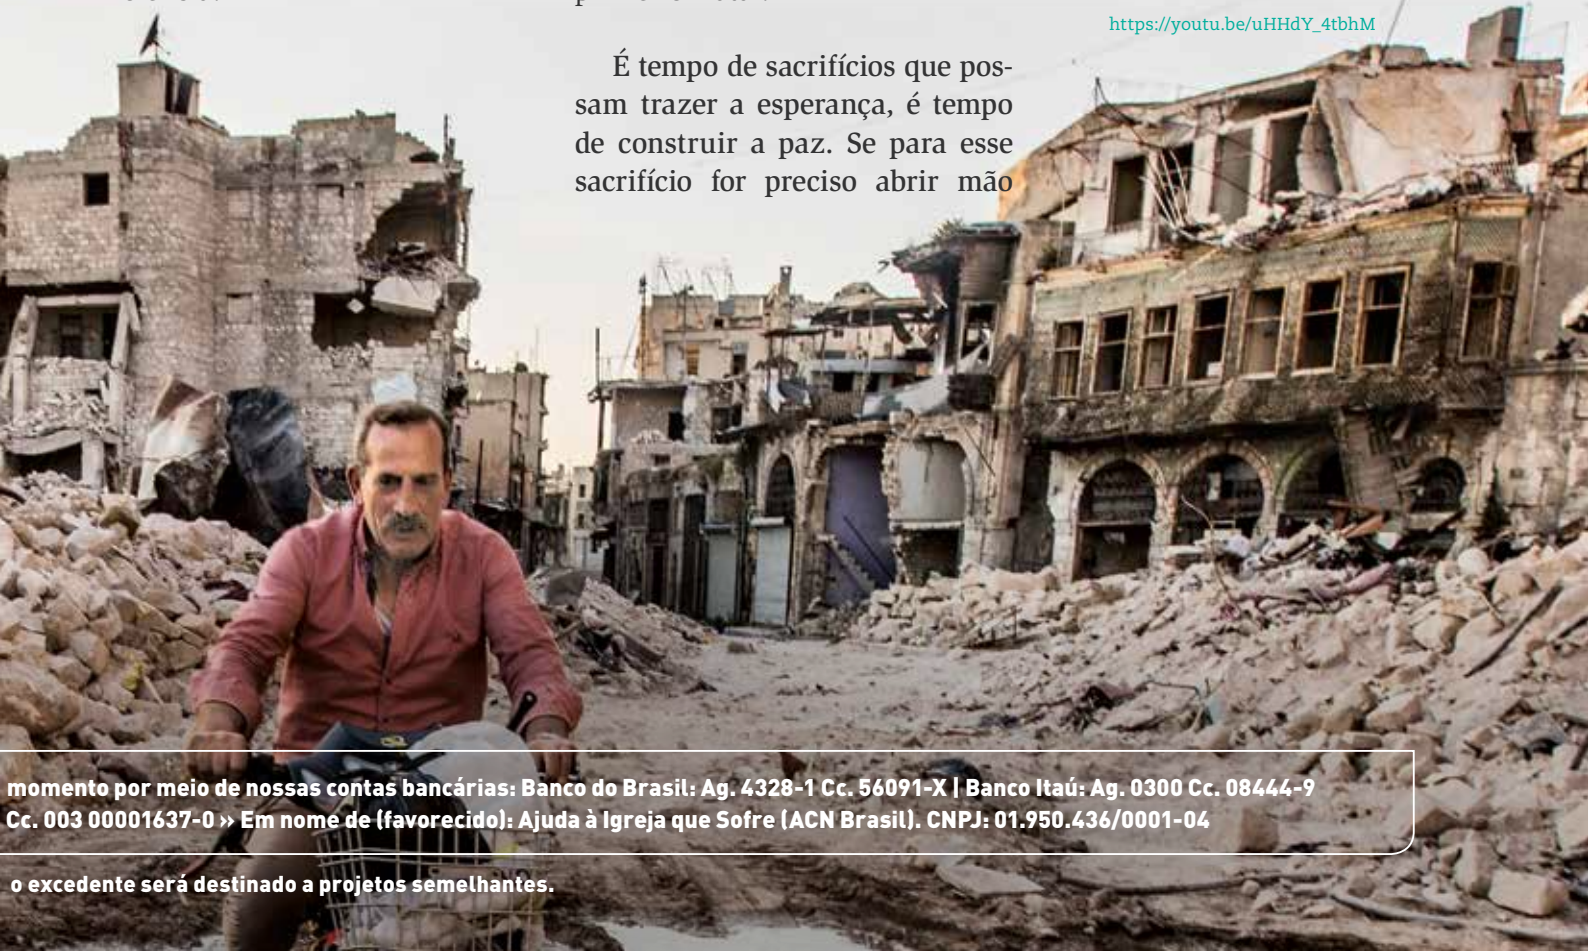 https://youtu.be/uHHdY_4tbhM
É tempo de sacrifícios que pos-
sam trazer a esperança, é tempo
de construir a paz. Se para esse
sacrifício for preciso abrir mão
momento por meio de nossas contas bancárias: Banco do Brasil: Ag. 4328-1 Cc. 56091-X | Banco Itaú: Ag. 0300 Cc. 08444-9
Cc. 003 00001637-0 » Em nome de (favorecido): Ajuda à Igreja que Sofre (ACN Brasil). CNPJ: 01.950.436/0001-04
o excedente será destinado a projetos semelhantes.